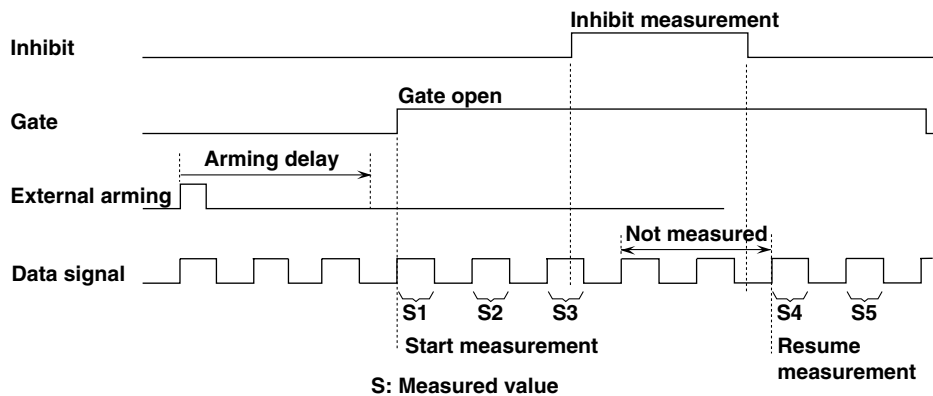 Inhibit measurement
Inhibit
Gate open
Gate
Arming delay
External arming
Not measured
Data signal
S1 S2 S3 S4 S5
Start measurement Resume
measurement
S: Measured value